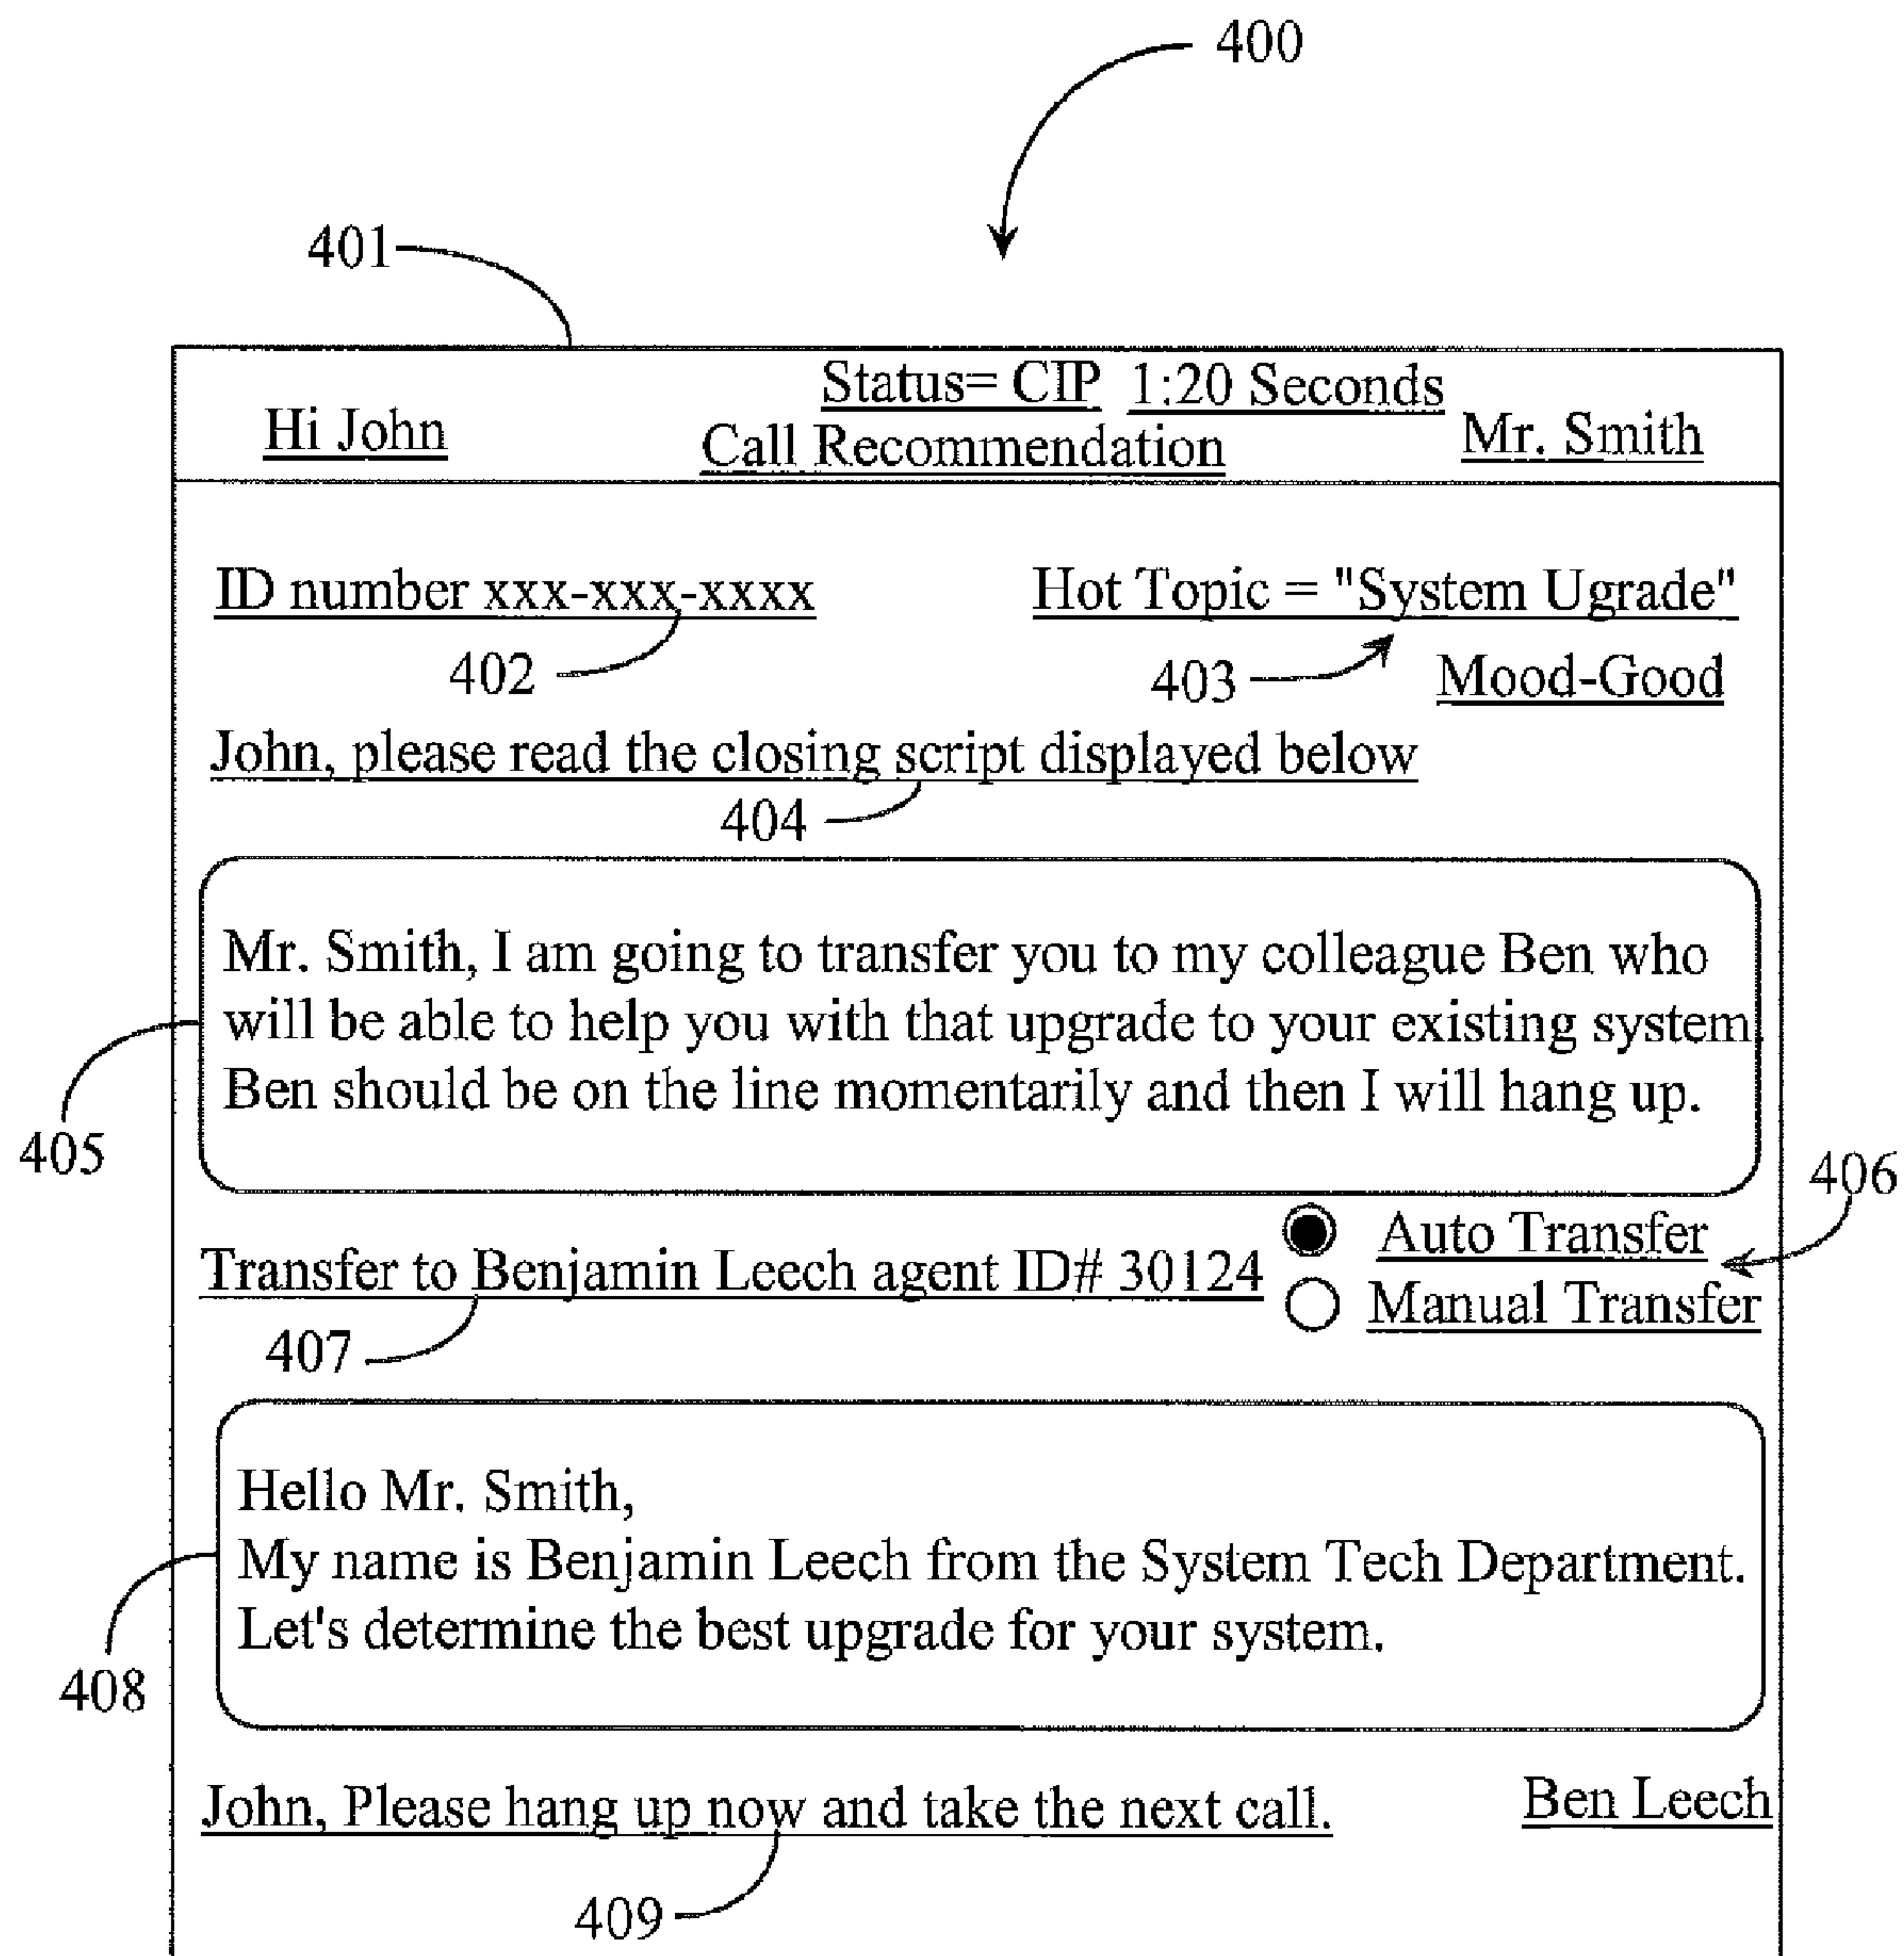 400
401
Status= CIP 1:20 Seconds
Hi John
Call Recommendation
Mr. Smith
ID number xxx-xxx-xxxx
Hot Topic = "System Ugrade"
402
403
Mood-Good
John, please read the closing script displayed below
404
Mr. Smith, I am going to transfer you to my colleague Ben who
will be able to help you with that upgrade to your existing system
Ben should be on the line momentarily and then I will hang up.
405
406
Auto Transfer
Transfer to Benjamin Leech agent ID# 30124
Manual Transfer
407
Hello Mr. Smith,
My name is Benjamin Leech from the System Tech Department.
Let's determine the best upgrade for your system.
408
John, Please hang up now and take the next call.
Ben Leech
409